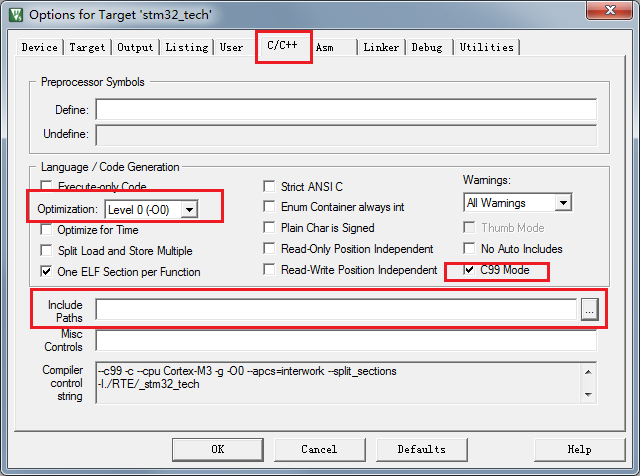 Options for Target 'stm32_tech'
Device Target Output Listing User C/C++ Asm Linker Debug Utilities
Preprocessor Symbols
Define:
Undefine:
Language / Code Generation
Execute-only Code
Strict ANSI C
Warnings:
Optimization: Level 0 (-O0)
Enum Container always int
All Warnings
Optimize for Time
Plain Char is Signed
Thumb Mode
Split Load and Store Multiple
Read-Only Position Independent
No Auto Includes
One ELF Section per Function
Read-Write Position Independent
C99 Mode
Include
Paths
...
Misc
Controls
Compiler
control
string
--c99 -c --cpu Cortex-M3 -g -O0 --apcs=interwork --split_sections
-I./RTE/_stm32_tech
OK Cancel Defaults Help